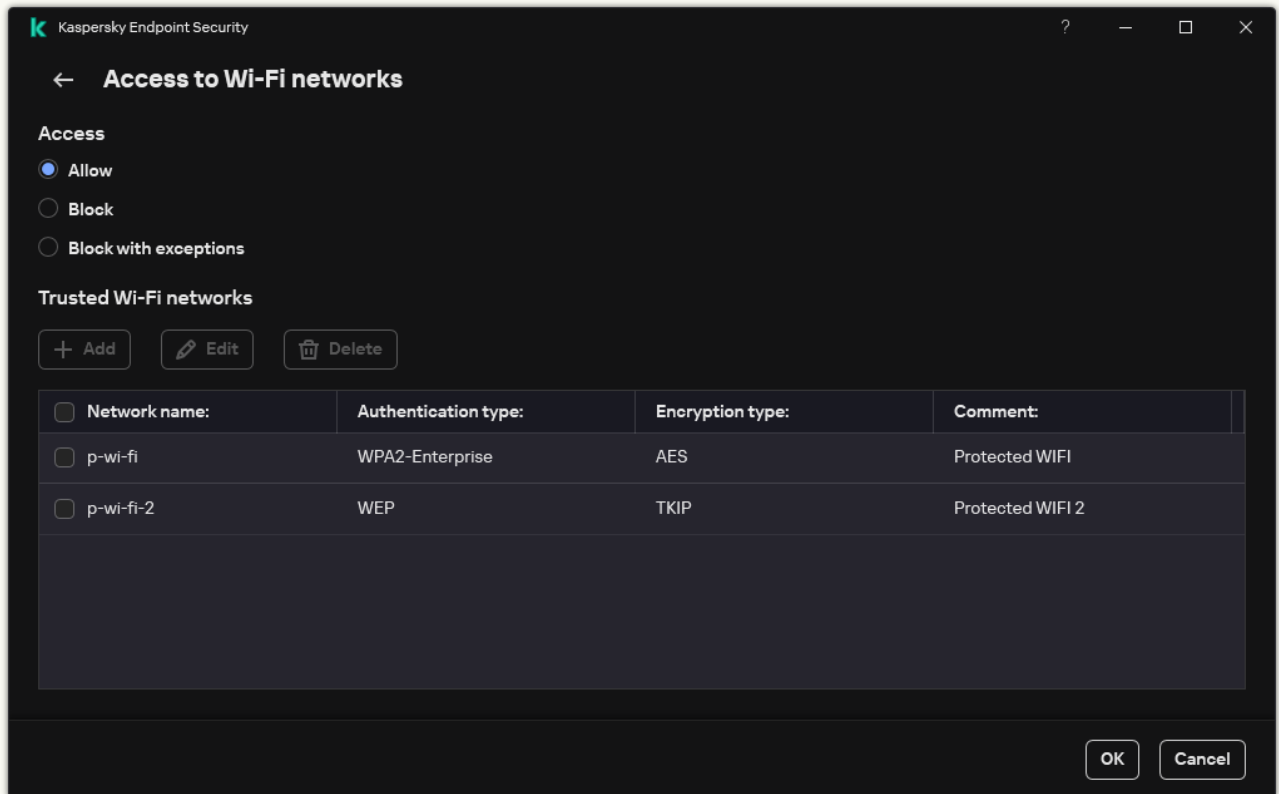 Kaspersky Endpoint Security ?
Access to Wi-Fi networks
Access
Allow
Block
Block with exceptions
Trusted Wi-Fi networks
Add Edit Delete
Network name: Authentication type: Encryption type: Comment:
p-wi-fi WPA2-Enterprise AES Protected WIFI
p-wi-fi-2 WEP TKIP Protected WIFI 2
OK Cancel